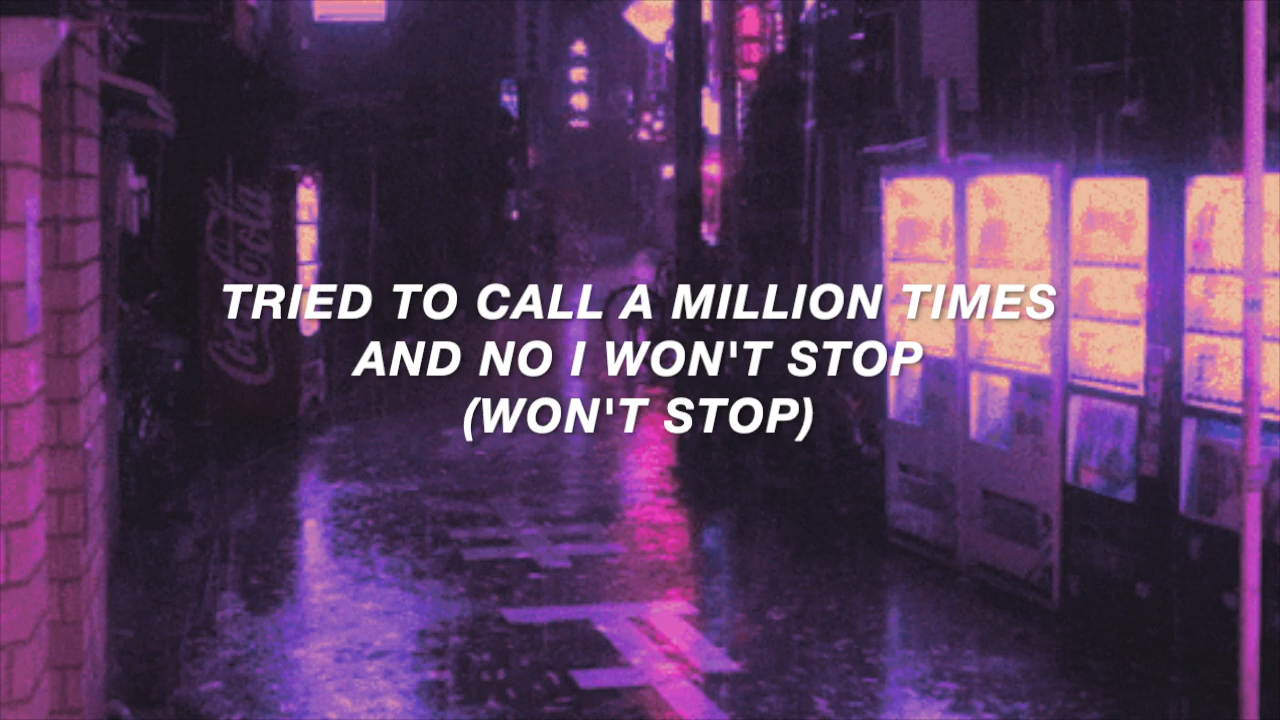 TRIED TO CALL A MILLION TIMES
AND NO I WON'T STOP
(WON'T STOP)
Coca-Cola